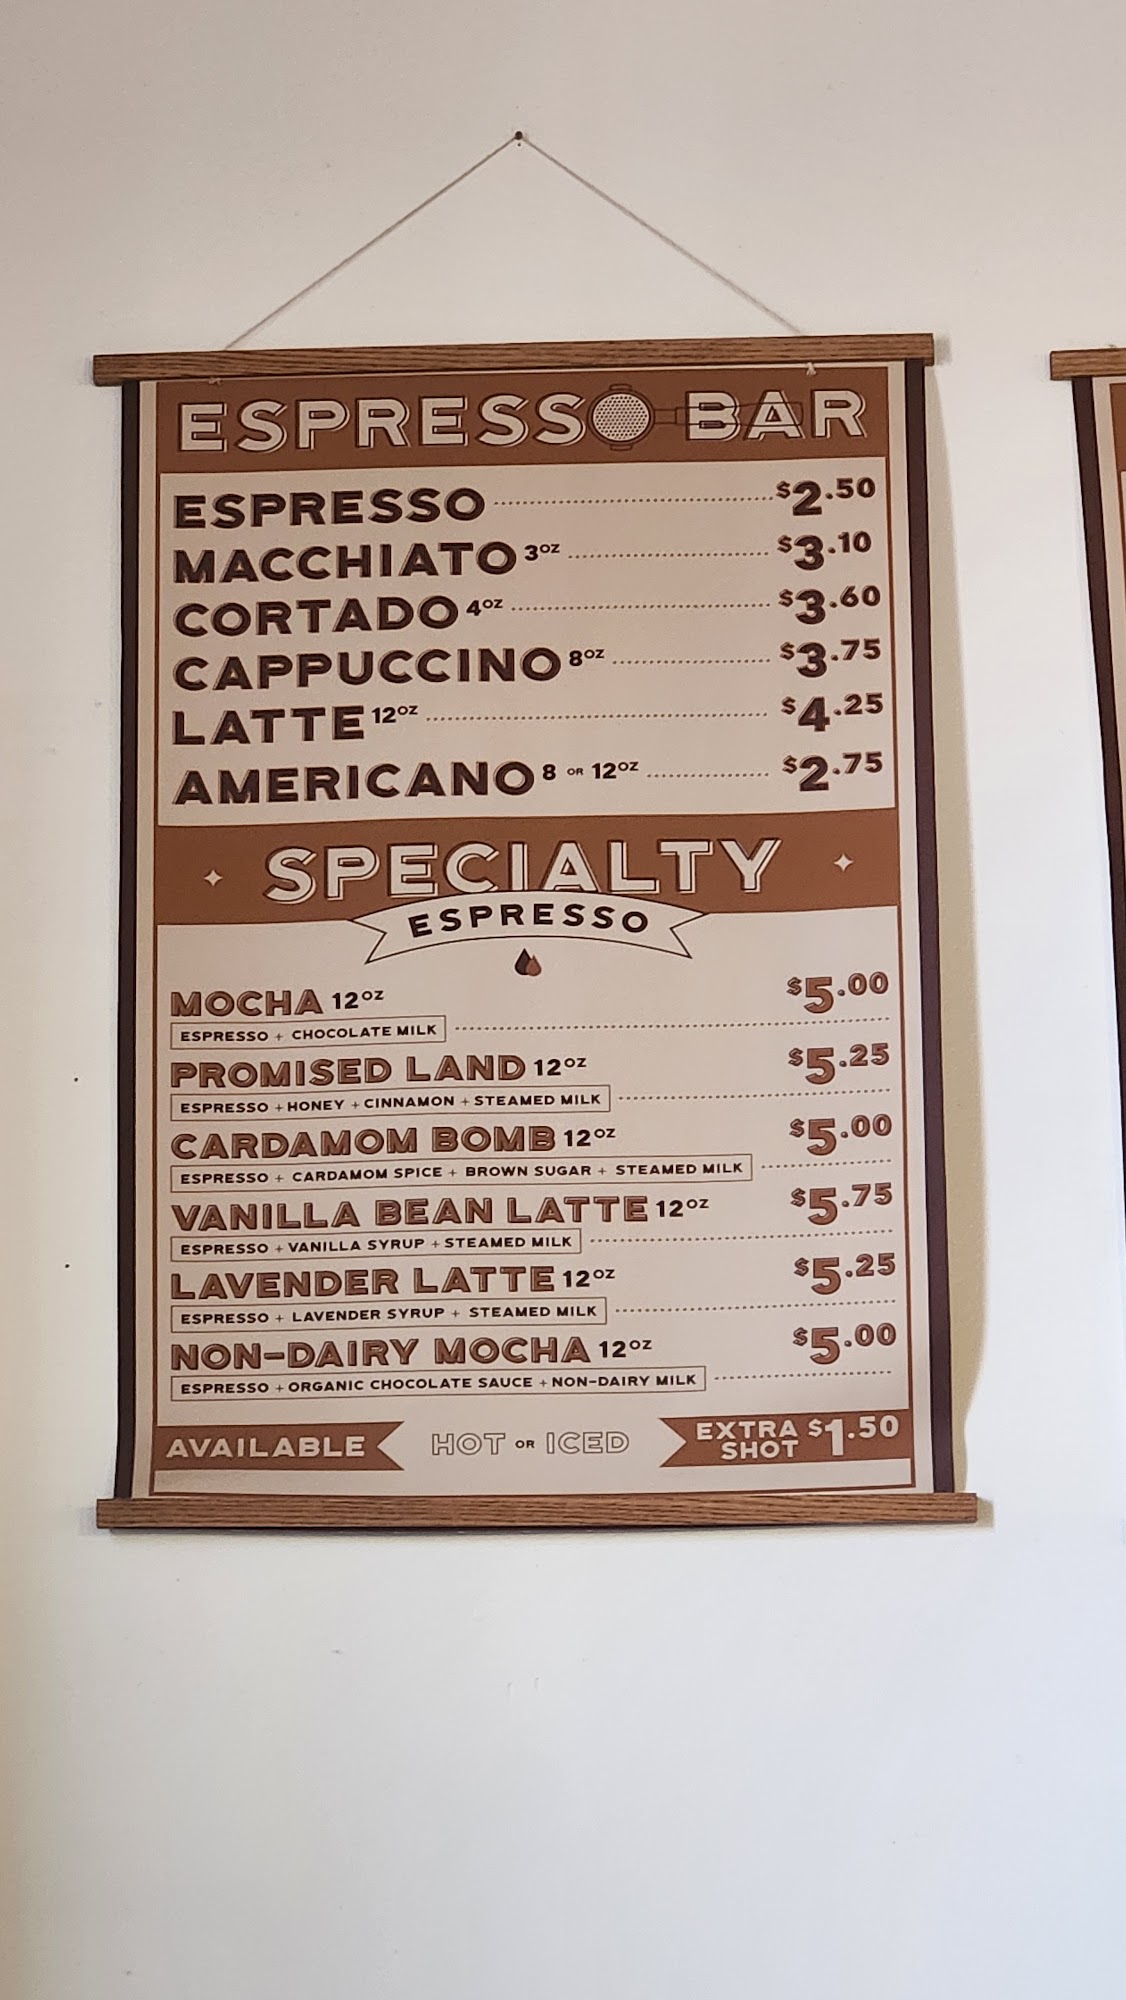 ESPRESSO BAR
ESPRESSO $2.50
MACCHIATO 3OZ $3.10
CORTADO 4OZ $3.60
CAPPUCCINO 8OZ $3.75
LATTE 12OZ $4.25
AMERICANO 8 OR 12OZ $2.75
SPECIALTY
ESPRESSO
MOCHA 12OZ $5.00
ESPRESSO + CHOCOLATE MILK
PROMISED LAND 12OZ $5.25
ESPRESSO + HONEY + CINNAMON + STEAMED MILK
CARDAMOM BOMB 12OZ $5.00
ESPRESSO + CARDAMOM SPICE + BROWN SUGAR + STEAMED MILK
VANILLA BEAN LATTE 12OZ $5.75
ESPRESSO + VANILLA SYRUP + STEAMED MILK
LAVENDER LATTE 12OZ $5.25
ESPRESSO + LAVENDER SYRUP + STEAMED MILK
NON-DAIRY MOCHA 12OZ $5.00
ESPRESSO + ORGANIC CHOCOLATE SAUCE + NON-DAIRY MILK
AVAILABLE HOT OR ICED EXTRA SHOT $1.50